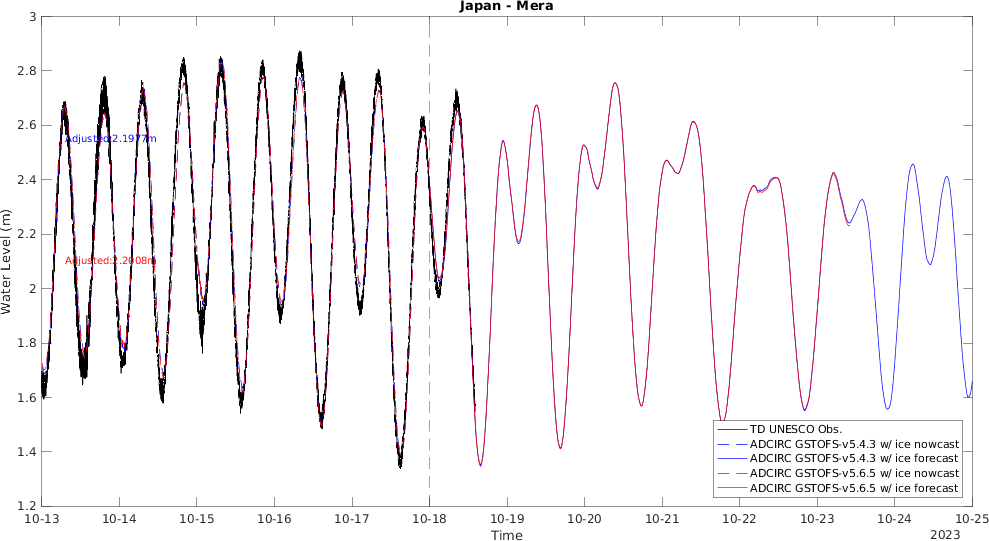 Japan - Mera
3
2.8
2.6
2.4
2.2
2
1.8
1.6
1.4
1.2
Water Level (m)
Adjusted:2.1977m
Adjusted:2.2008m
TD UNESCO Obs.
ADCIRC GSTOFS-v5.4.3 w/ ice nowcast
ADCIRC GSTOFS-v5.4.3 w/ ice forecast
ADCIRC GSTOFS-v5.6.5 w/ ice nowcast
ADCIRC GSTOFS-v5.6.5 w/ ice forecast
10-13 10-14 10-15 10-16 10-17 10-18 10-19 10-20 10-21 10-22 10-23 10-24 10-25
Time
2023